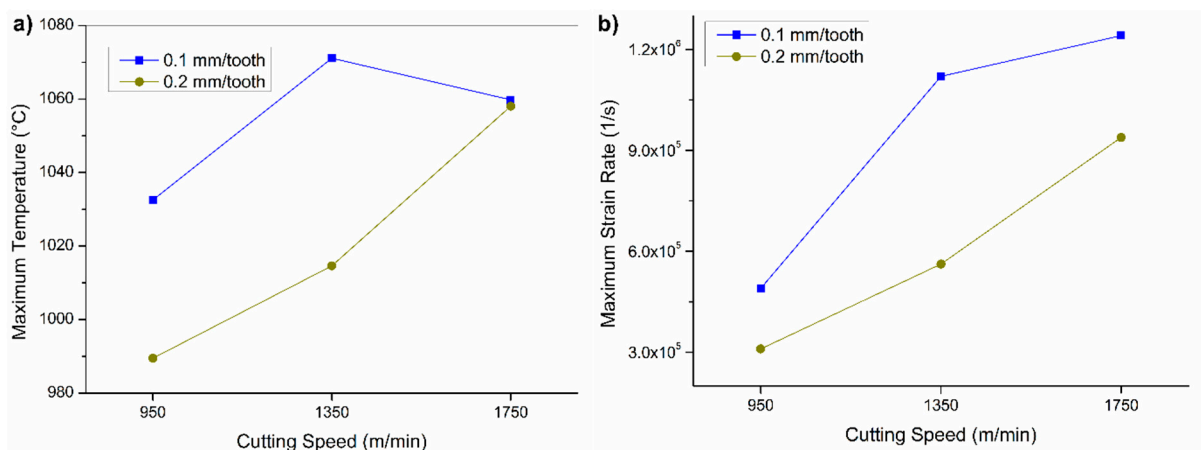 a)
0.1 mm/tooth
0.2 mm/tooth
Maximum Temperature (°C)
1080
1060
1040
1020
1000
980
950
1350
1750
Cutting Speed (m/min)
b)
0.1 mm/tooth
0.2 mm/tooth
Maximum Strain Rate (1/s)
1.2x10⁶
9.0x10⁵
6.0x10⁵
3.0x10⁵
950
1350
1750
Cutting Speed (m/min)